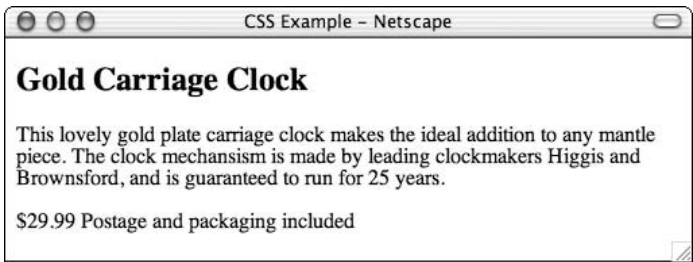 CSS Example – Netscape
Gold Carriage Clock
This lovely gold plate carriage clock makes the ideal addition to any mantle
piece. The clock mechansism is made by leading clockmakers Higgis and
Brownsford, and is guaranteed to run for 25 years.
$29.99 Postage and packaging included